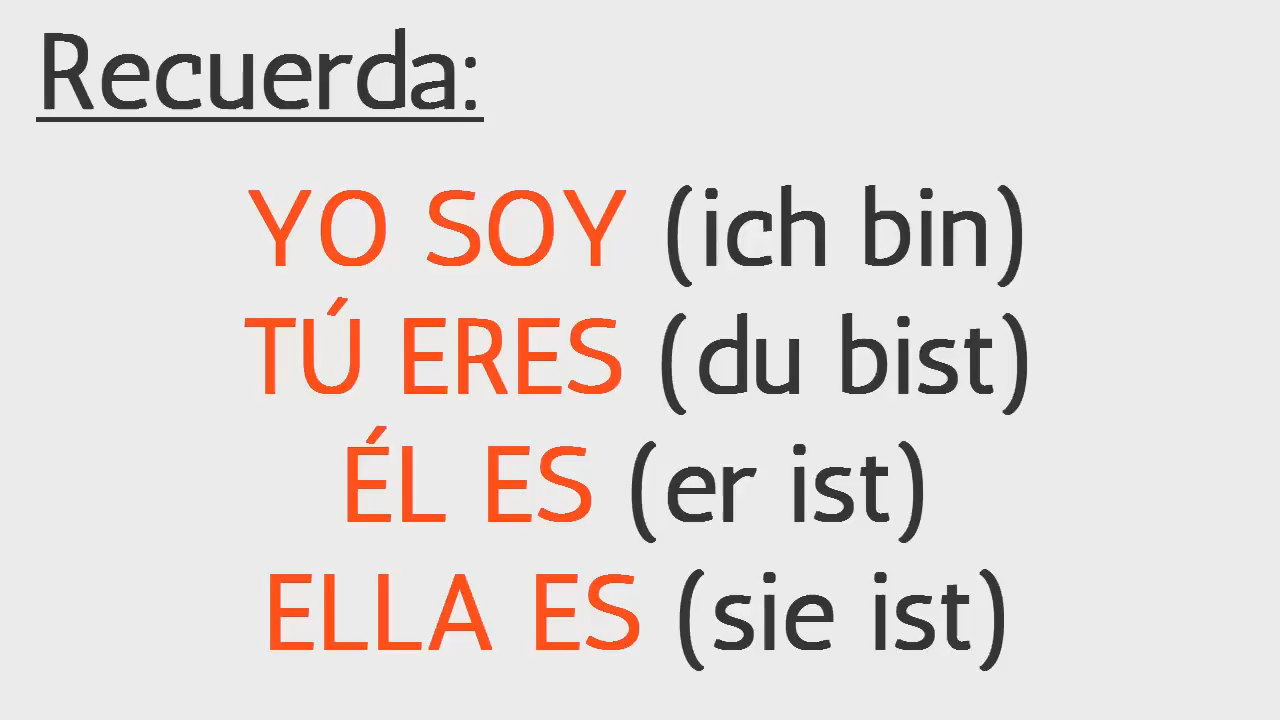 Recuerda:
YO SOY (ich bin)
TÚ ERES (du bist)
ÉL ES (er ist)
ELLA ES (sie ist)